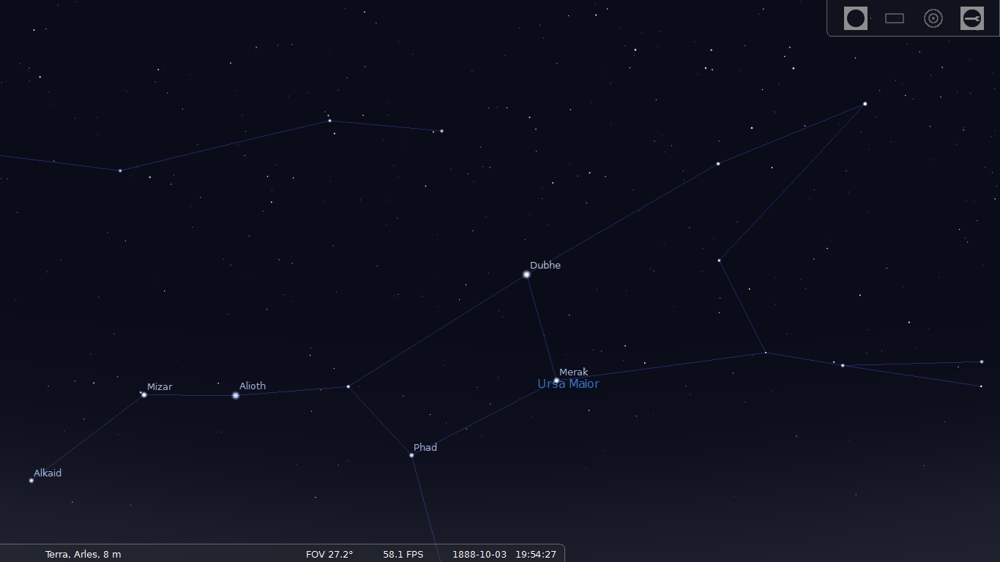 Dubhe
Merak
Ursa Maior
Mizar
Alioth
Phad
Alkaid
Terra, Arles, 8 m FOV 27.2° 58.1 FPS 1888-10-03 19:54:27